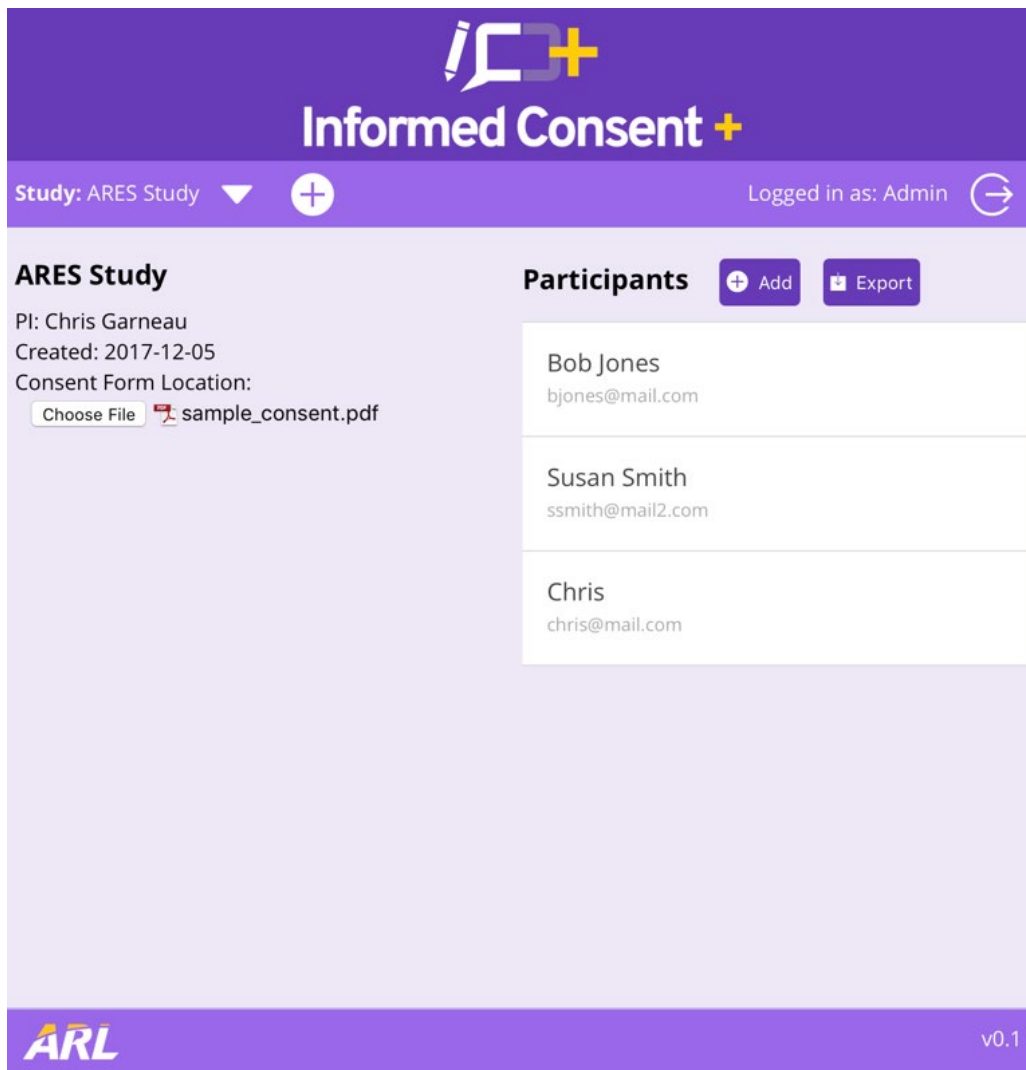 Informed Consent +
Study: ARES Study
Logged in as: Admin
ARES Study
PI: Chris Garneau
Created: 2017-12-05
Consent Form Location:
Choose File sample_consent.pdf
Participants
Add
Export
Bob Jones
bjones@mail.com
Susan Smith
ssmith@mail2.com
Chris
chris@mail.com
ARL
v0.1